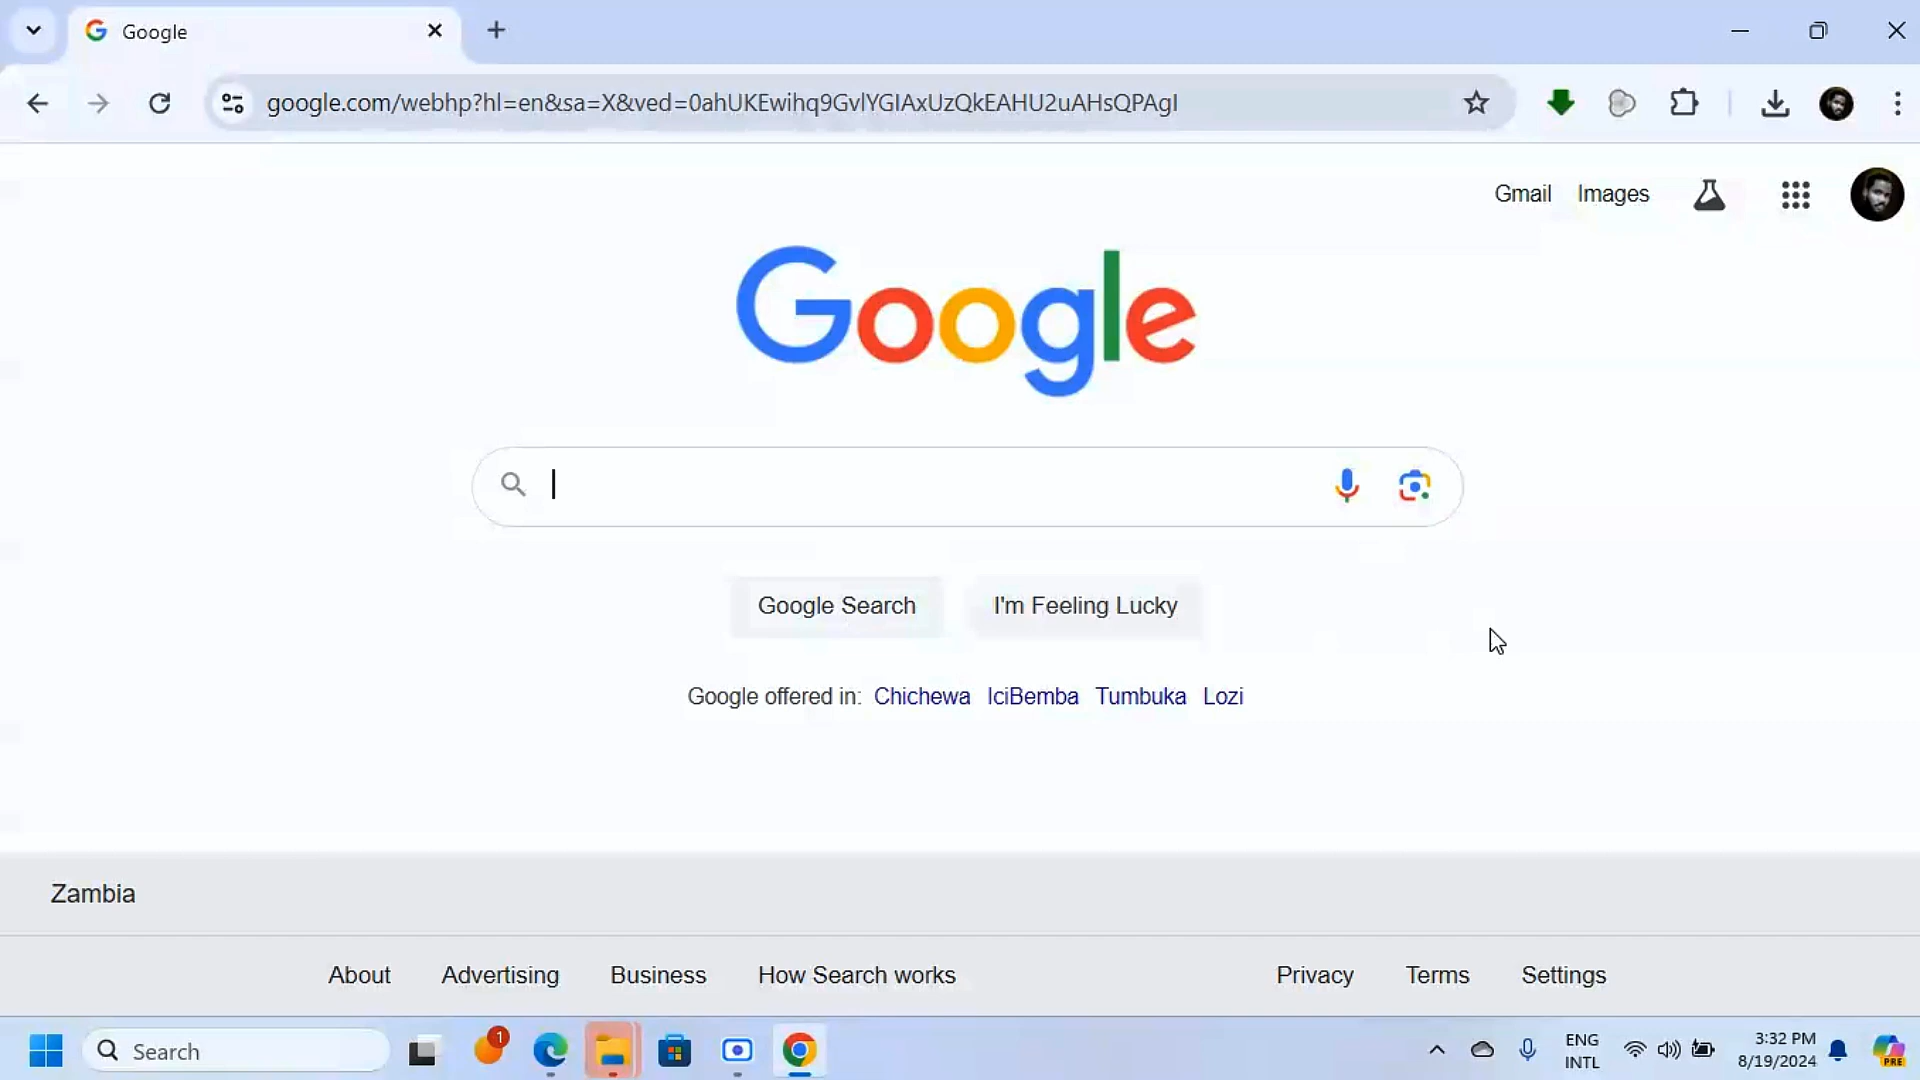 Google
google.com/webhp?hl=en&sa=X&ved=0ahUKEwihq9GvlYGIAxUzQkEAHU2uAHsQPAgI
Gmail Images
Google
Google Search I'm Feeling Lucky
Google offered in: Chichewa IciBemba Tumbuka Lozi
Zambia
About Advertising Business How Search works Privacy Terms Settings
Search
1
ENG
INTL
3:32 PM
8/19/2024
PRE